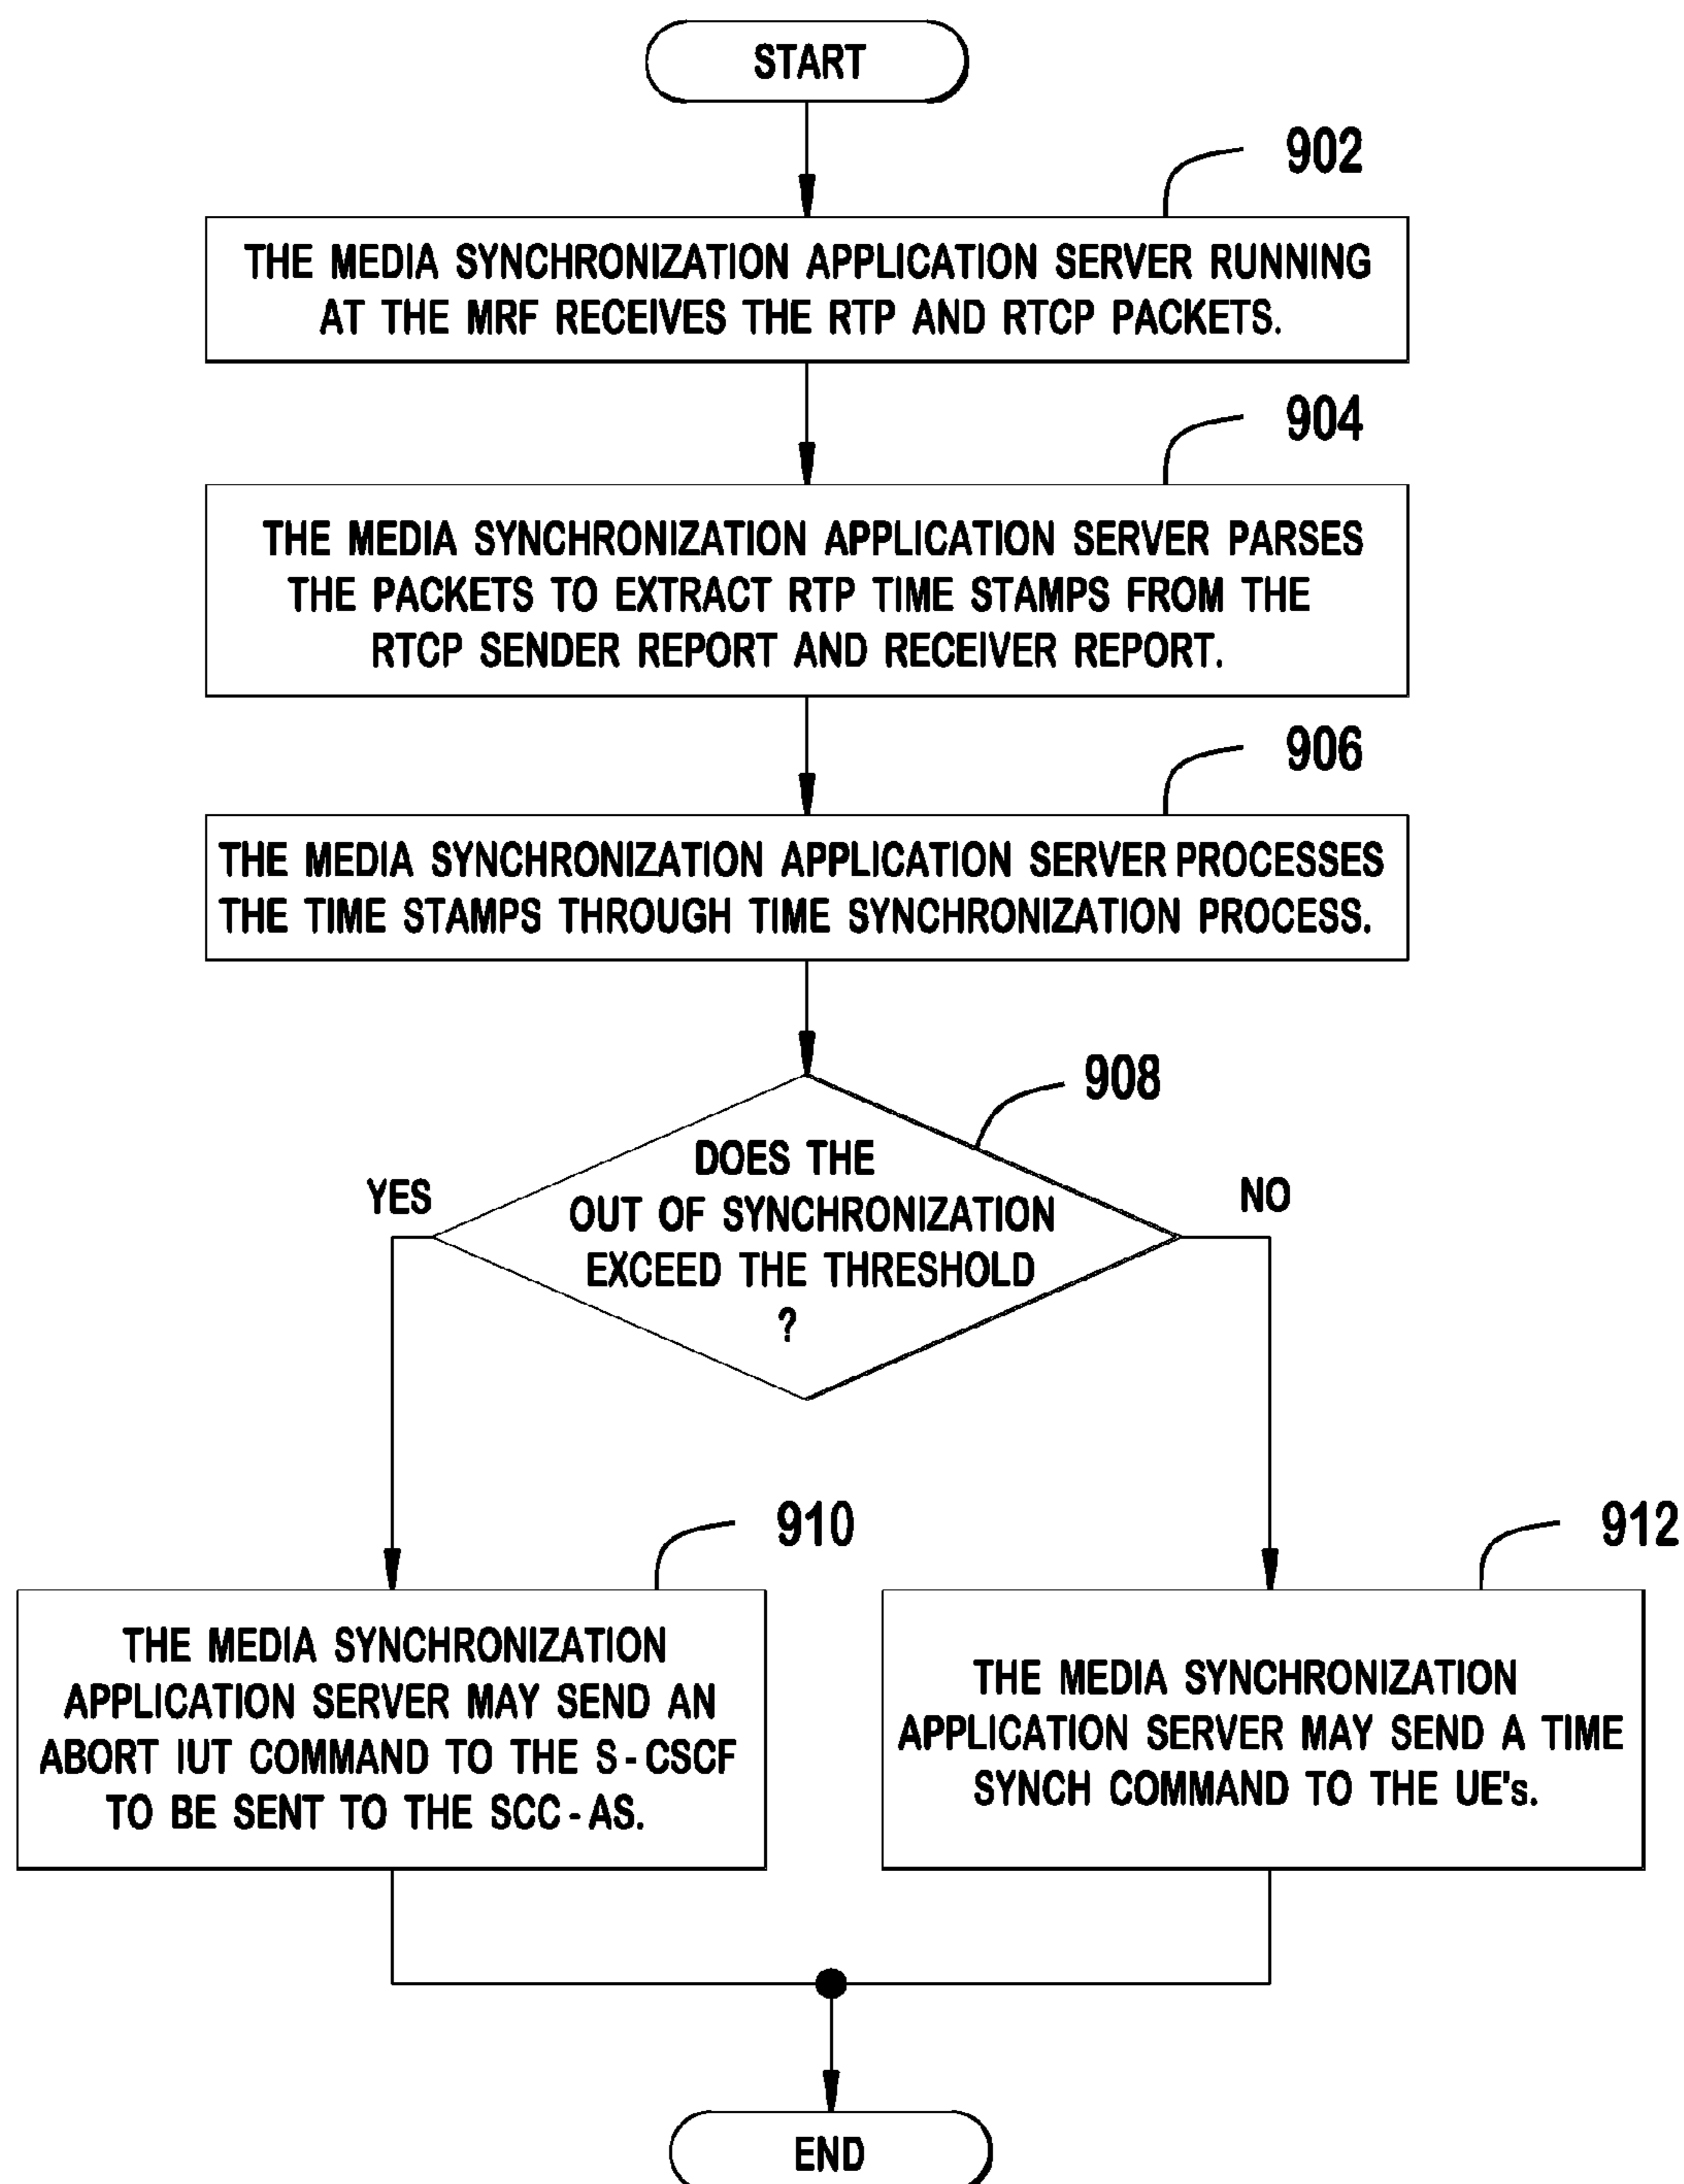 START
902
THE MEDIA SYNCHRONIZATION APPLICATION SERVER RUNNING
AT THE MRF RECEIVES THE RTP AND RTCP PACKETS.
904
THE MEDIA SYNCHRONIZATION APPLICATION SERVER PARSES
THE PACKETS TO EXTRACT RTP TIME STAMPS FROM THE
RTCP SENDER REPORT AND RECEIVER REPORT.
906
THE MEDIA SYNCHRONIZATION APPLICATION SERVER PROCESSES
THE TIME STAMPS THROUGH TIME SYNCHRONIZATION PROCESS.
908
DOES THE
OUT OF SYNCHRONIZATION
EXCEED THE THRESHOLD
?
YES
NO
910
THE MEDIA SYNCHRONIZATION
APPLICATION SERVER MAY SEND AN
ABORT IUT COMMAND TO THE S-CSCF
TO BE SENT TO THE SCC-AS.
912
THE MEDIA SYNCHRONIZATION
APPLICATION SERVER MAY SEND A TIME
SYNCH COMMAND TO THE UE's.
END